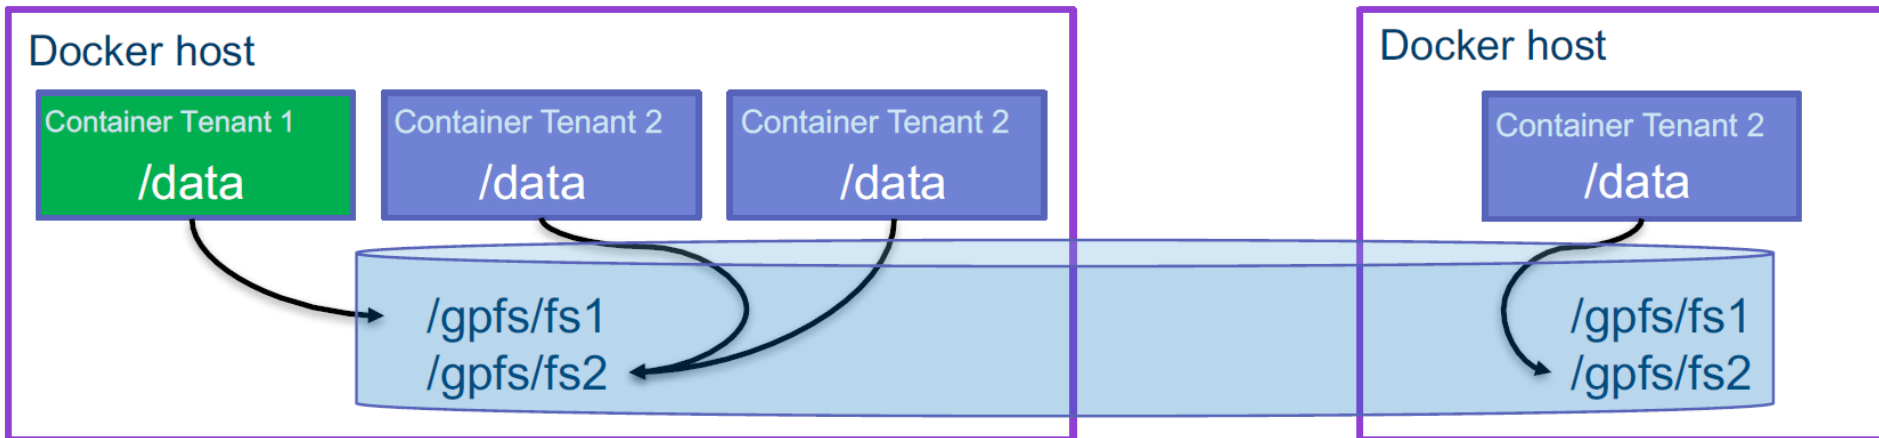 Docker host
Container Tenant 1
/data
Container Tenant 2
/data
Container Tenant 2
/data
/gpfs/fs1
/gpfs/fs2
Docker host
Container Tenant 2
/data
/gpfs/fs1
/gpfs/fs2